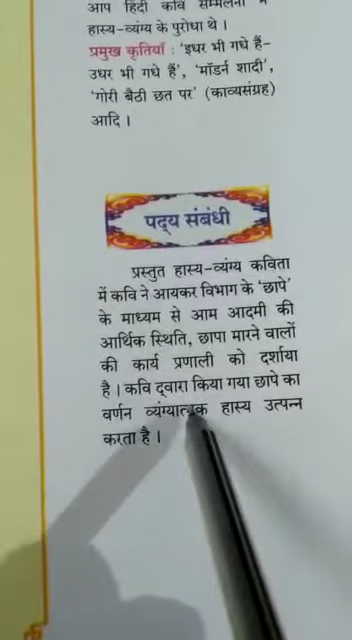 आप हिंदी कवि सम्मेलनों में
हास्य-व्यंग्य के पुरोधा थे ।
प्रमुख कृतियाँ : ‘इधर भी गधे हैं-
उधर भी गधे हैं’, ‘मॉडर्न शादी’,
‘गोरी बैठी छत पर’ (काव्यसंग्रह)
आदि ।
पद्य संबंधी
प्रस्तुत हास्य-व्यंग्य कविता
में कवि ने आयकर विभाग के ‘छापे’
के माध्यम से आम आदमी की
आर्थिक स्थिति, छापा मारने वालों
की कार्य प्रणाली को दर्शाया
है । कवि द्वारा किया गया छापे का
वर्णन व्यंग्यात्मक हास्य उत्पन्न
करता है ।